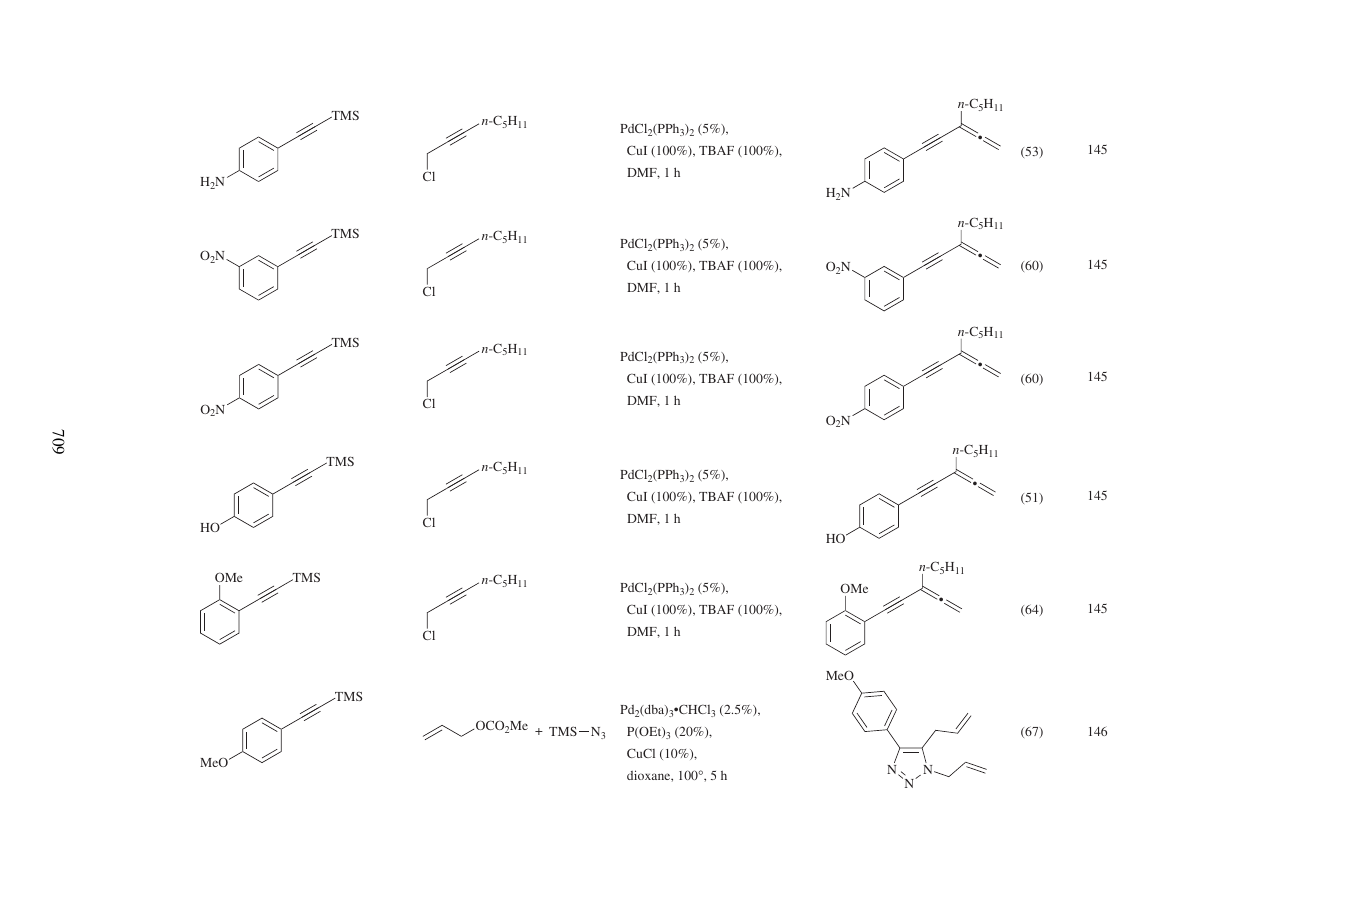 TMS
H₂N
n-C₅H₁₁
Cl
PdCl₂(PPh₃)₂ (5%),
CuI (100%), TBAF (100%),
DMF, 1 h
n-C₅H₁₁
H₂N
(53)
145
TMS
O₂N
n-C₅H₁₁
Cl
PdCl₂(PPh₃)₂ (5%),
CuI (100%), TBAF (100%),
DMF, 1 h
n-C₅H₁₁
O₂N
(60)
145
TMS
O₂N
n-C₅H₁₁
Cl
PdCl₂(PPh₃)₂ (5%),
CuI (100%), TBAF (100%),
DMF, 1 h
n-C₅H₁₁
O₂N
(60)
145
709
TMS
HO
n-C₅H₁₁
Cl
PdCl₂(PPh₃)₂ (5%),
CuI (100%), TBAF (100%),
DMF, 1 h
n-C₅H₁₁
HO
(51)
145
OMe
TMS
n-C₅H₁₁
Cl
PdCl₂(PPh₃)₂ (5%),
CuI (100%), TBAF (100%),
DMF, 1 h
n-C₅H₁₁
OMe
(64)
145
TMS
MeO
OCO₂Me + TMS−N₃
Pd₂(dba)₃•CHCl₃ (2.5%),
P(OEt)₃ (20%),
CuCl (10%),
dioxane, 100°, 5 h
MeO
N N
N
(67)
146